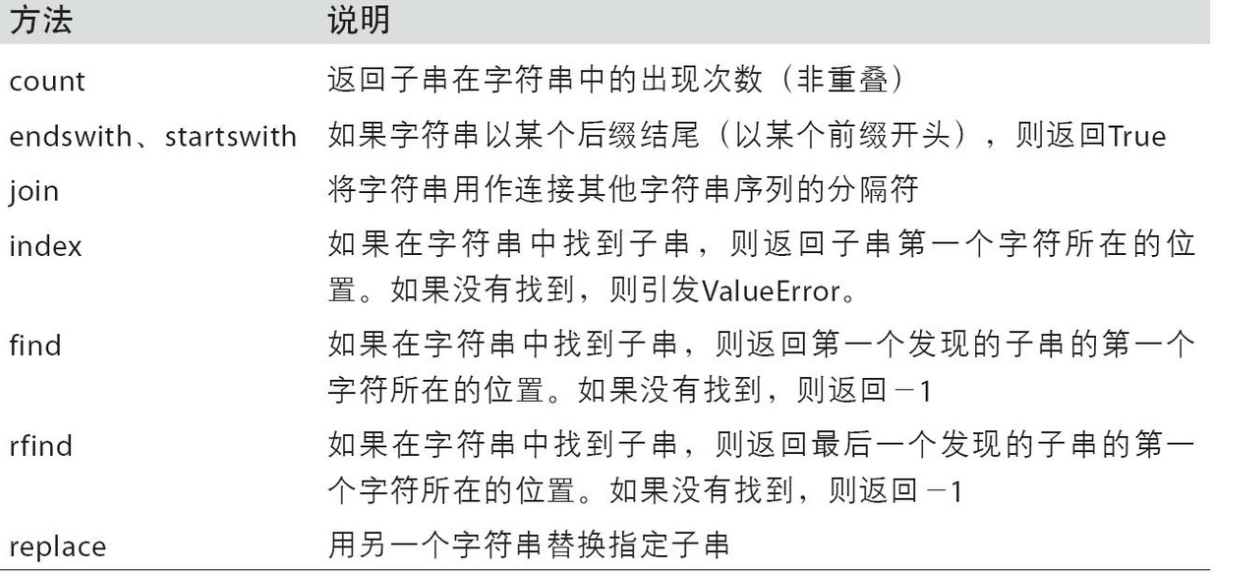 方法 说明
count 返回子串在字符串中的出现次数（非重叠）
endswith、startswith 如果字符串以某个后缀结尾（以某个前缀开头），则返回True
join 将字符串用作连接其他字符串序列的分隔符
index 如果在字符串中找到子串，则返回子串第一个字符所在的位
置。如果没有找到，则引发ValueError。
find 如果在字符串中找到子串，则返回第一个发现的子串的第一个
字符所在的位置。如果没有找到，则返回－1
rfind 如果在字符串中找到子串，则返回最后一个发现的子串的第一
个字符所在的位置。如果没有找到，则返回－1
replace 用另一个字符串替换指定子串